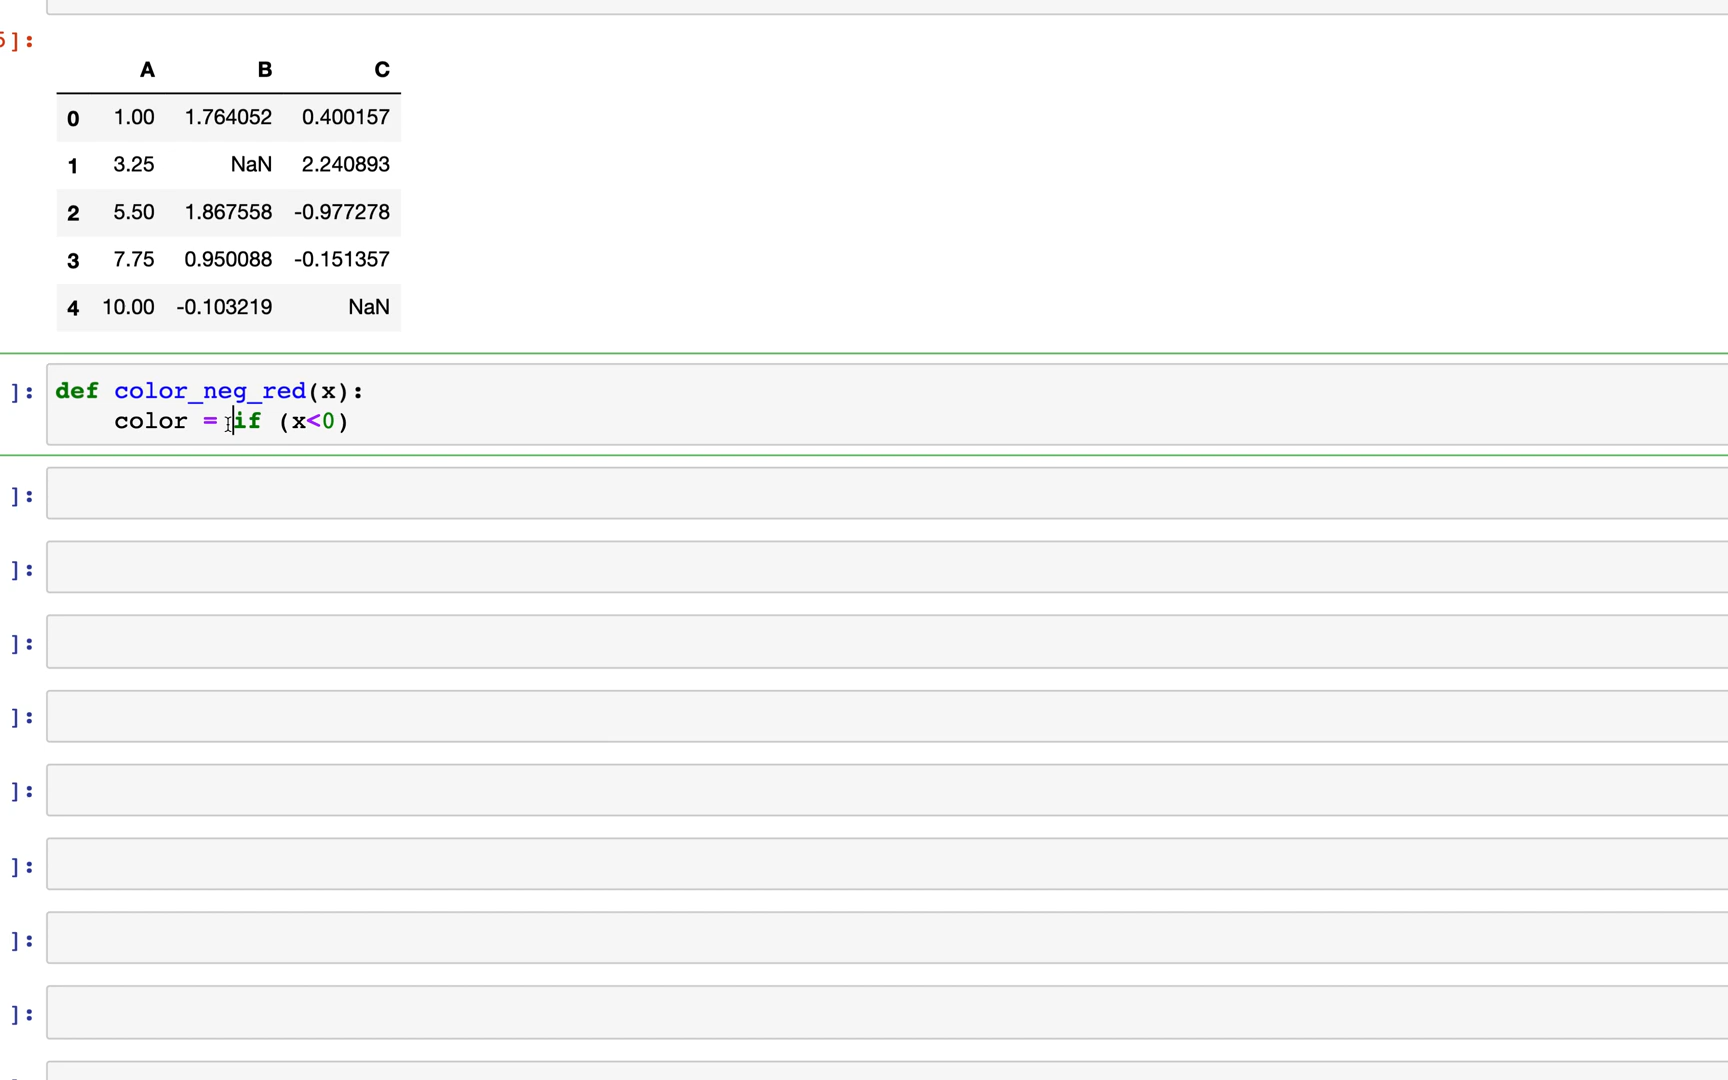 5]:
A B C
0 1.00 1.764052 0.400157
1 3.25 NaN 2.240893
2 5.50 1.867558 -0.977278
3 7.75 0.950088 -0.151357
4 10.00 -0.103219 NaN
]: def color_neg_red(x):
color = if (x<0)
]:
]:
]:
]:
]:
]:
]:
]: